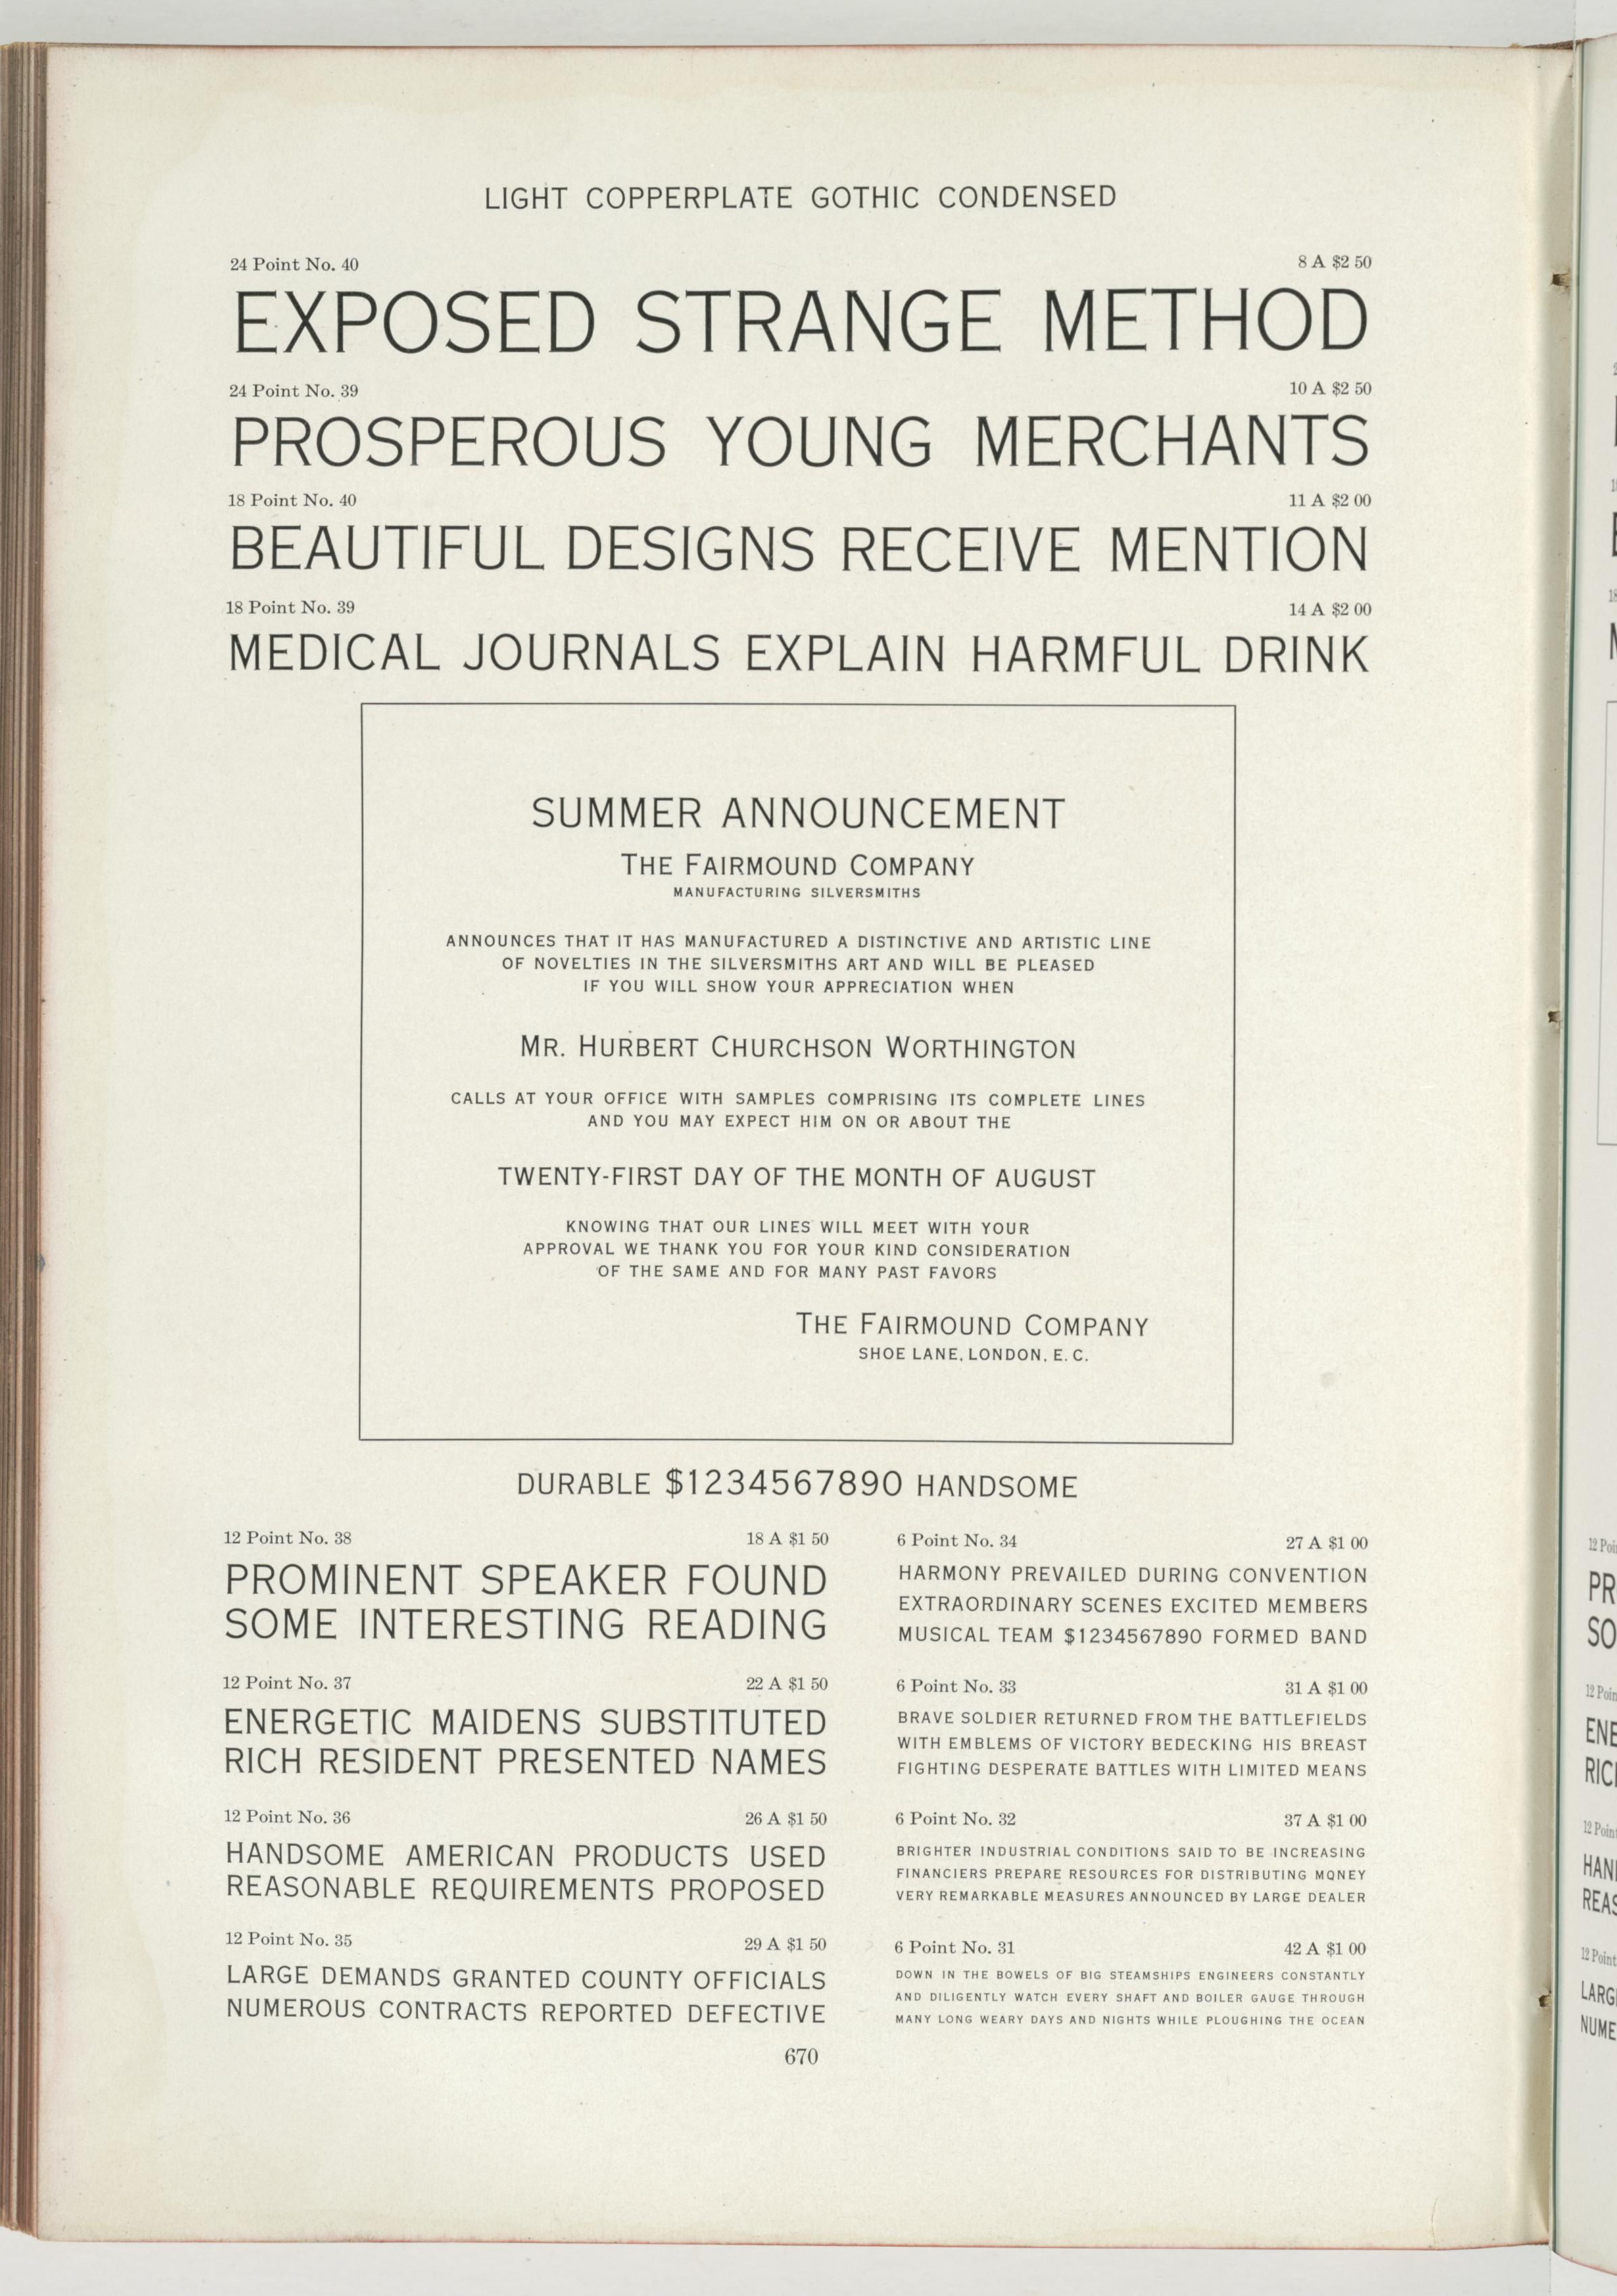 LIGHT COPPERPLATE GOTHIC CONDENSED
24 Point No. 40 8 A $2 50
EXPOSED STRANGE METHOD
24 Point No. 39 10 A $2 50
PROSPEROUS YOUNG MERCHANTS
18 Point No. 40 11 A $2 00
BEAUTIFUL DESIGNS RECEIVE MENTION
18 Point No. 39 14 A $2 00
MEDICAL JOURNALS EXPLAIN HARMFUL DRINK
SUMMER ANNOUNCEMENT
THE FAIRMOUND COMPANY
MANUFACTURING SILVERSMITHS
ANNOUNCES THAT IT HAS MANUFACTURED A DISTINCTIVE AND ARTISTIC LINE
OF NOVELTIES IN THE SILVERSMITHS ART AND WILL BE PLEASED
IF YOU WILL SHOW YOUR APPRECIATION WHEN
MR. HURBERT CHURCHSON WORTHINGTON
CALLS AT YOUR OFFICE WITH SAMPLES COMPRISING ITS COMPLETE LINES
AND YOU MAY EXPECT HIM ON OR ABOUT THE
TWENTY-FIRST DAY OF THE MONTH OF AUGUST
KNOWING THAT OUR LINES WILL MEET WITH YOUR
APPROVAL WE THANK YOU FOR YOUR KIND CONSIDERATION
OF THE SAME AND FOR MANY PAST FAVORS
THE FAIRMOUND COMPANY
SHOE LANE, LONDON, E. C.
DURABLE $1234567890 HANDSOME
12 Point No. 38 18 A $1 50
PROMINENT SPEAKER FOUND
SOME INTERESTING READING
12 Point No. 37 22 A $1 50
ENERGETIC MAIDENS SUBSTITUTED
RICH RESIDENT PRESENTED NAMES
12 Point No. 36 26 A $1 50
HANDSOME AMERICAN PRODUCTS USED
REASONABLE REQUIREMENTS PROPOSED
12 Point No. 35 29 A $1 50
LARGE DEMANDS GRANTED COUNTY OFFICIALS
NUMEROUS CONTRACTS REPORTED DEFECTIVE
6 Point No. 34 27 A $1 00
HARMONY PREVAILED DURING CONVENTION
EXTRAORDINARY SCENES EXCITED MEMBERS
MUSICAL TEAM $1234567890 FORMED BAND
6 Point No. 33 31 A $1 00
BRAVE SOLDIER RETURNED FROM THE BATTLEFIELDS
WITH EMBLEMS OF VICTORY BEDECKING HIS BREAST
FIGHTING DESPERATE BATTLES WITH LIMITED MEANS
6 Point No. 32 37 A $1 00
BRIGHTER INDUSTRIAL CONDITIONS SAID TO BE INCREASING
FINANCIERS PREPARE RESOURCES FOR DISTRIBUTING MONEY
VERY REMARKABLE MEASURES ANNOUNCED BY LARGE DEALER
6 Point No. 31 42 A $1 00
DOWN IN THE BOWELS OF BIG STEAMSHIPS ENGINEERS CONSTANTLY
AND DILIGENTLY WATCH EVERY SHAFT AND BOILER GAUGE THROUGH
MANY LONG WEARY DAYS AND NIGHTS WHILE PLOUGHING THE OCEAN
670